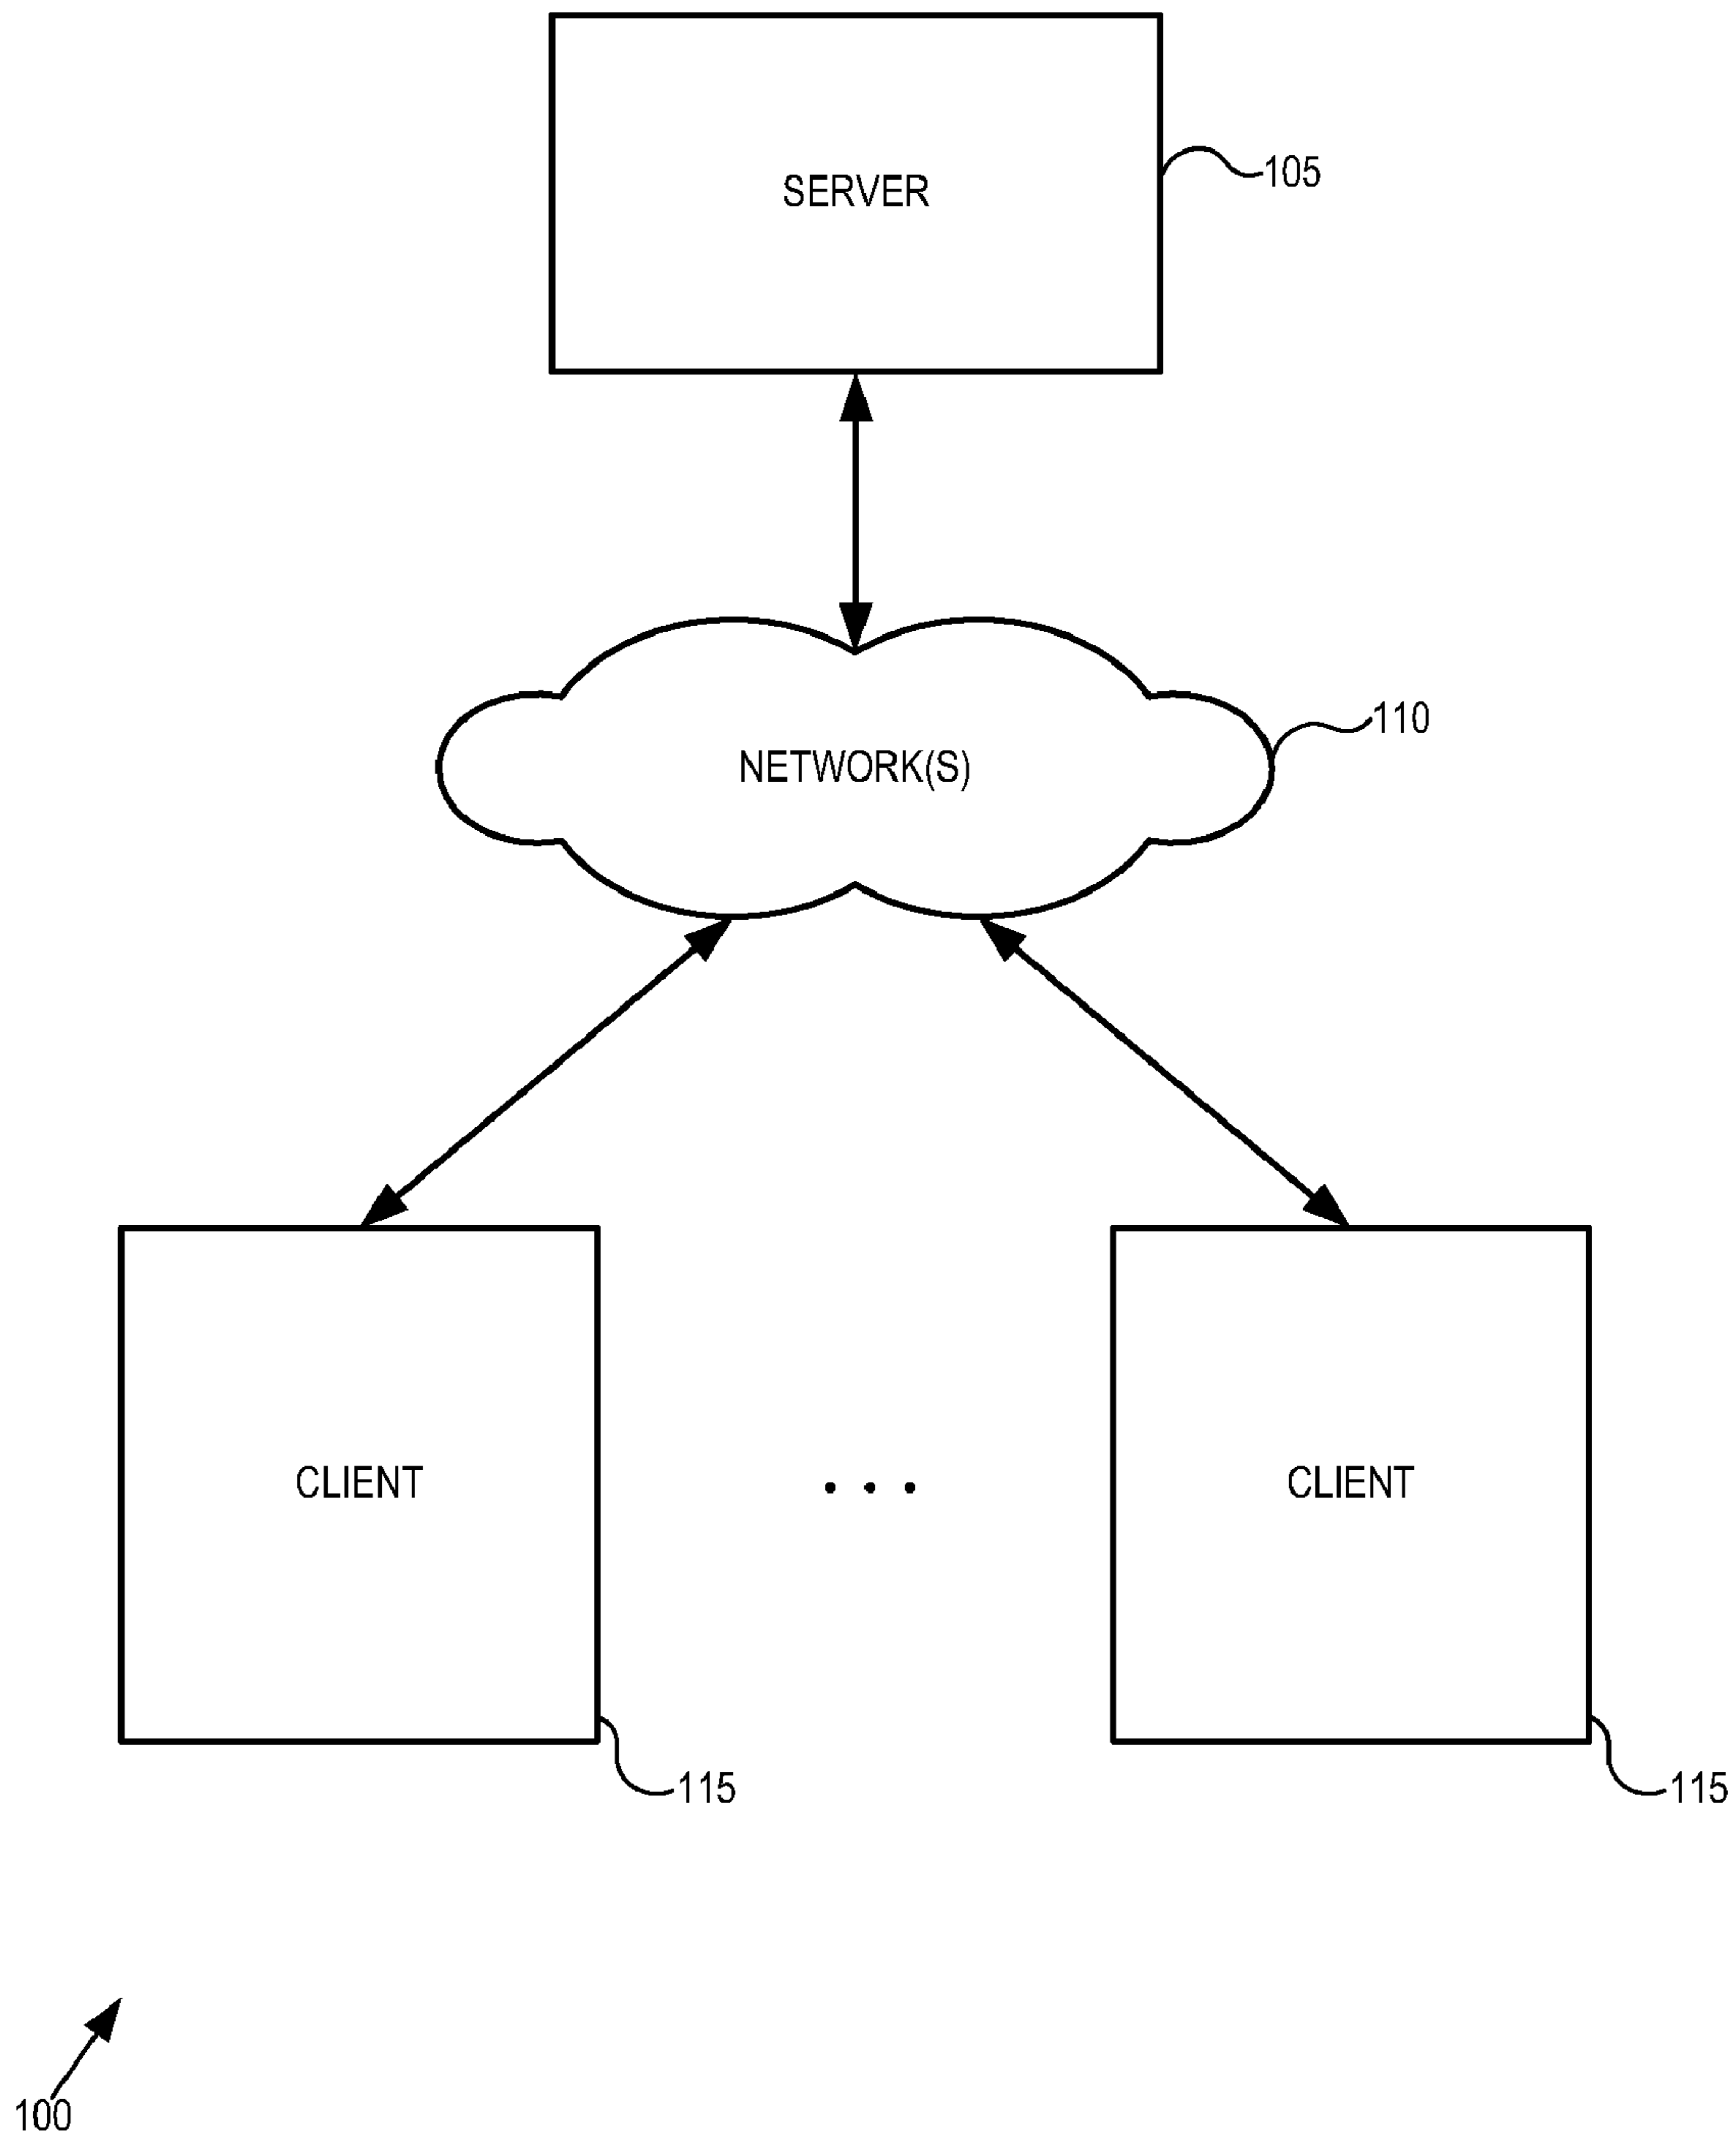 SERVER
105
NETWORK(S)
110
CLIENT
. . .
CLIENT
115
115
100